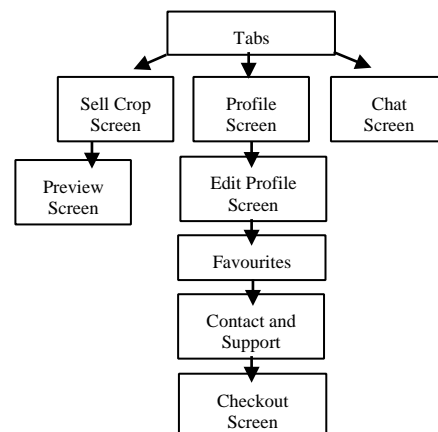 Tabs
Sell Crop
Screen
Profile
Screen
Chat
Screen
Preview
Screen
Edit Profile
Screen
Favourites
Contact and
Support
Checkout
Screen